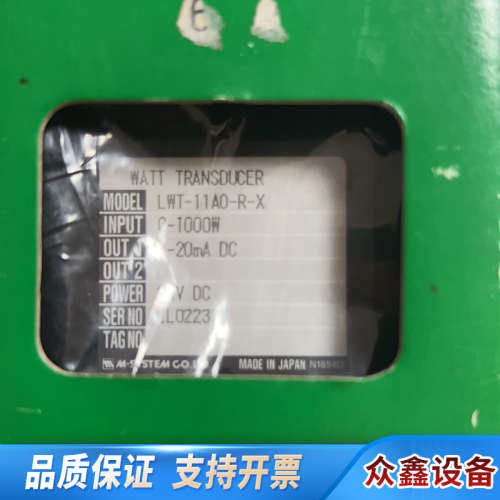 WATT TRANSDUCER
MODEL LWT-11A0-R-X
INPUT 0-1000W
OUT 1 -20mA DC
OUT 2
POWER V DC
SER NO L0223
TAG NO
M-SYSTEM CO. MADE IN JAPAN
品质保证 支持开票 众鑫设备